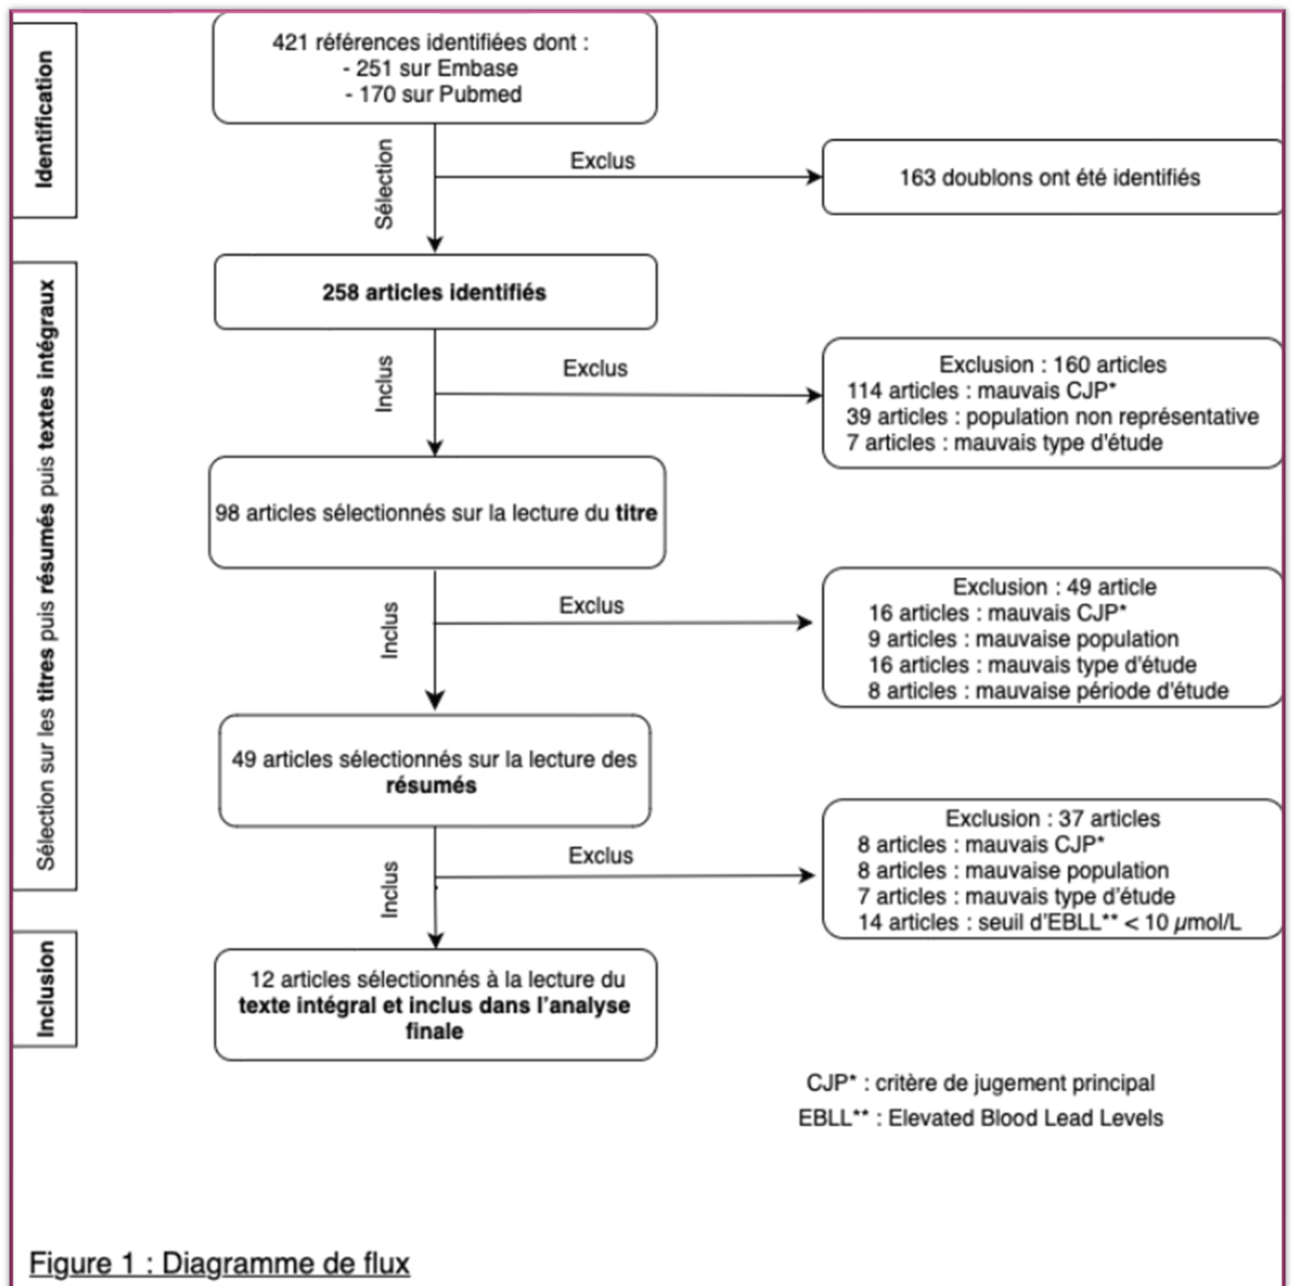 Identification
421 références identifiées dont :
- 251 sur Embase
- 170 sur Pubmed
Sélection
Exclus
163 doublons ont été identifiés
Sélection sur les titres puis résumés puis textes intégraux
258 articles identifiés
Inclus
Exclus
Exclusion : 160 articles
114 articles : mauvais CJP*
39 articles : population non représentative
7 articles : mauvais type d'étude
98 articles sélectionnés sur la lecture du titre
Inclus
Exclus
Exclusion : 49 article
16 articles : mauvais CJP*
9 articles : mauvaise population
16 articles : mauvais type d'étude
8 articles : mauvaise période d'étude
49 articles sélectionnés sur la lecture des
résumés
Inclus
Exclus
Exclusion : 37 articles
8 articles : mauvais CJP*
8 articles : mauvaise population
7 articles : mauvais type d'étude
14 articles : seuil d'EBLL** < 10 µmol/L
Inclusion
12 articles sélectionnés à la lecture du
texte intégral et inclus dans l'analyse
finale
CJP* : critère de jugement principal
EBLL** : Elevated Blood Lead Levels
Figure 1 : Diagramme de flux